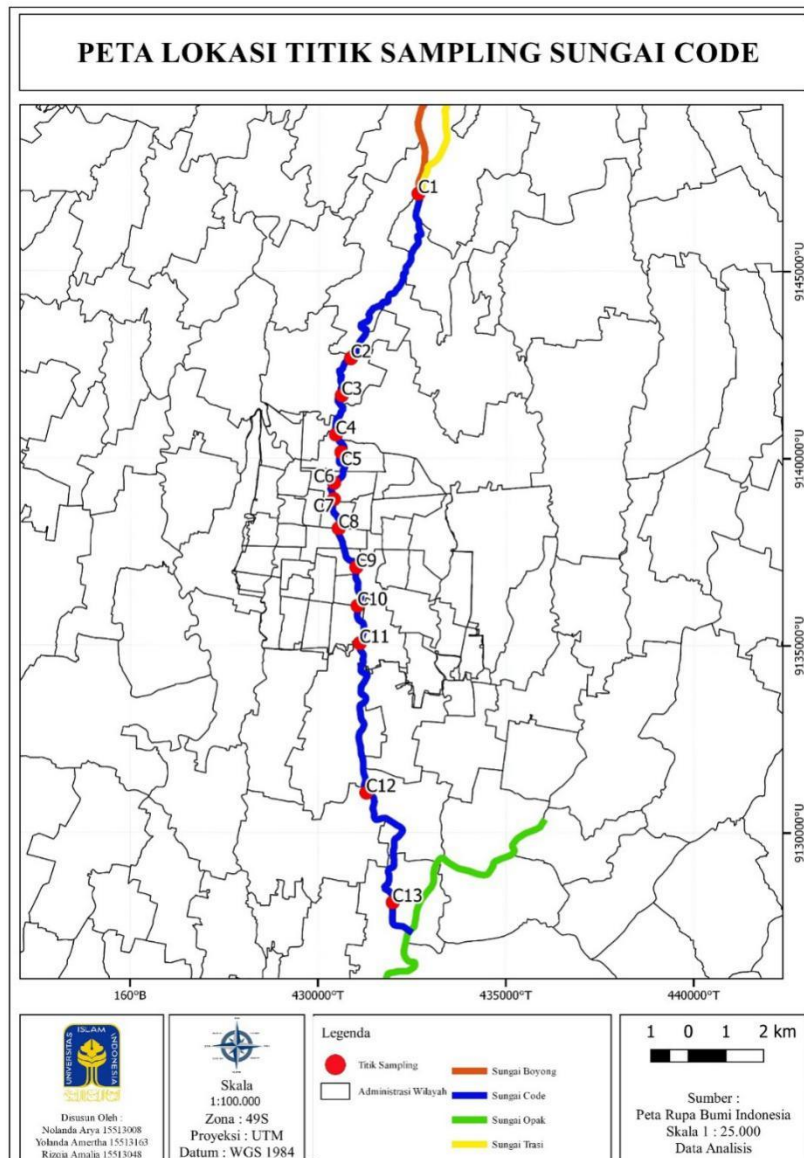 PETA LOKASI TITIK SAMPLING SUNGAI CODE
C1
C2
C3
C4
C5
C6
C7
C8
C9
C10
C11
C12
C13
9145000°U
9140000°U
9135000°U
9130000°U
160°B
430000°T
435000°T
440000°T
UNIVERSITAS ISLAM INDONESIA
Disusun Oleh :
Nolanda Arya 15513008
Yolanda Amertha 15513163
Rizqia Amalia 15513048
Skala
1:100.000
Zona : 49S
Proyeksi : UTM
Datum : WGS 1984
Legenda
Titik Sampling
Administrasi Wilayah
Sungai Boyong
Sungai Code
Sungai Opak
Sungai Trasi
1 0 1 2 km
Sumber :
Peta Rupa Bumi Indonesia
Skala 1 : 25.000
Data Analisis